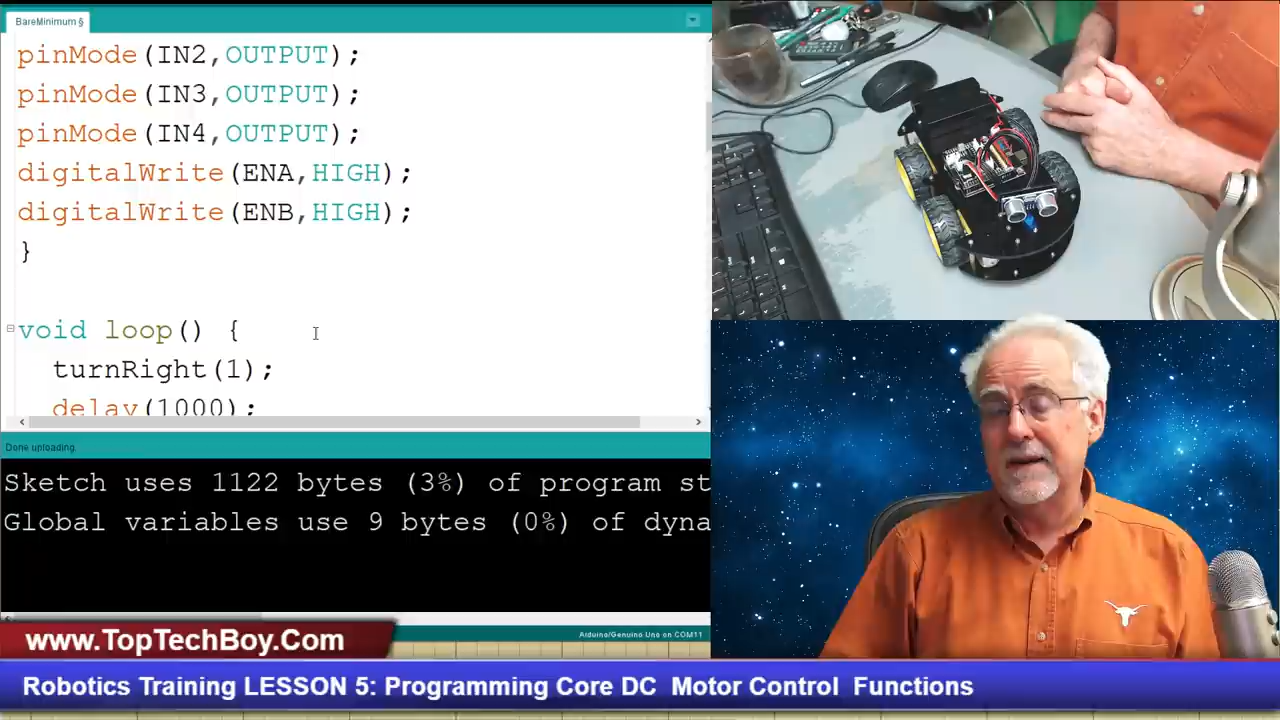 BareMinimum §
pinMode(IN2,OUTPUT);
pinMode(IN3,OUTPUT);
pinMode(IN4,OUTPUT);
digitalWrite(ENA,HIGH);
digitalWrite(ENB,HIGH);
}
void loop() {
turnRight(1);
delay(1000);
Done uploading.
Sketch uses 1122 bytes (3%) of program st
Global variables use 9 bytes (0%) of dyna
Arduino/Genuino Uno on COM11
www.TopTechBoy.Com
Robotics Training LESSON 5: Programming Core DC Motor Control Functions